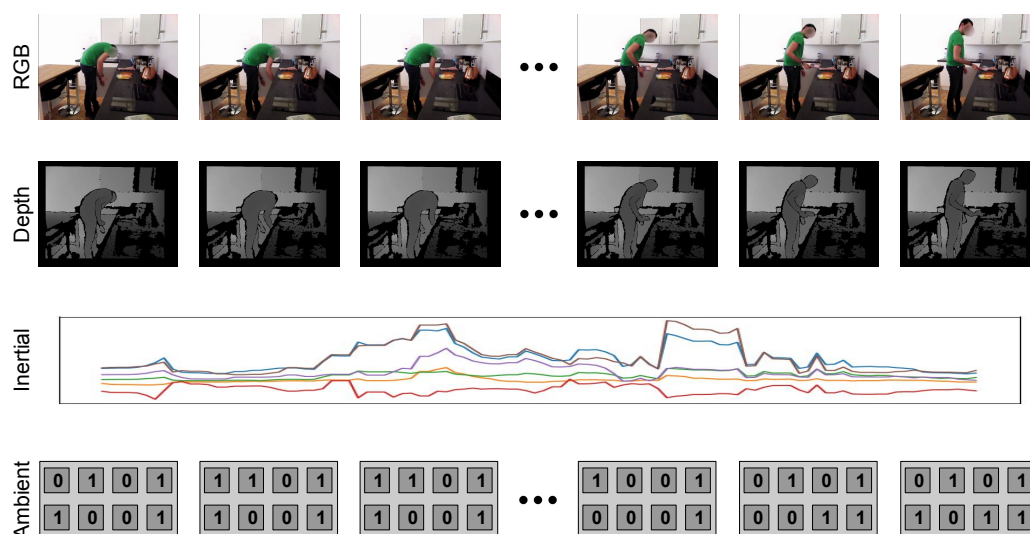 RGB
•••
Depth
•••
Inertial
Ambient
0 1 0 1 1 1 0 1 1 1 0 1 ••• 1 0 0 1 0 1 0 1 0 1 0 1
1 0 0 1 1 0 0 1 1 0 0 1 0 0 0 1 0 0 1 1 1 0 1 1